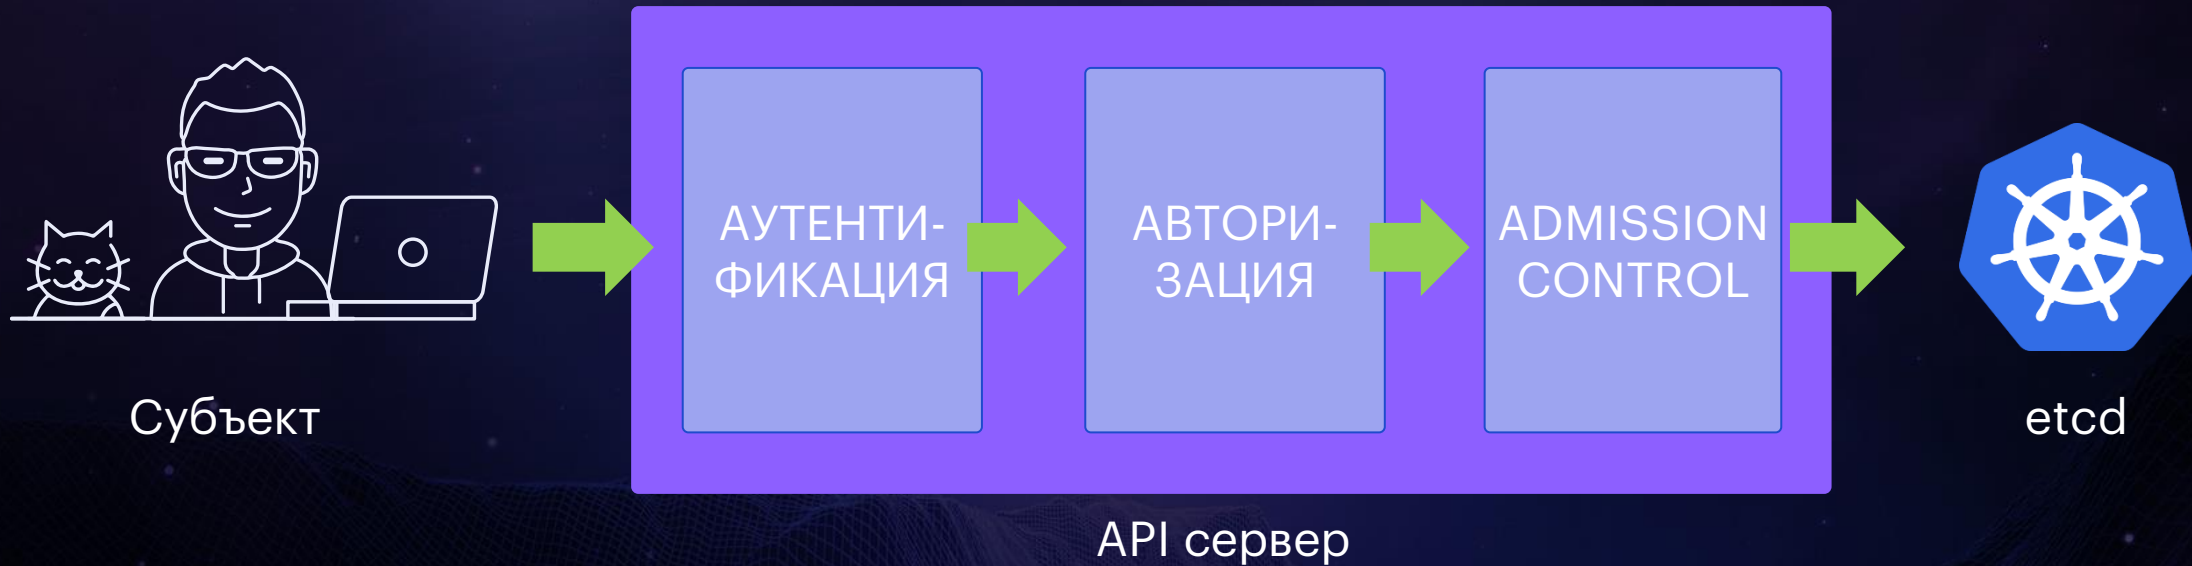 АУТЕНТИ-
ФИКАЦИЯ
АВТОРИ-
ЗАЦИЯ
ADMISSION
CONTROL
Субъект
etcd
API сервер